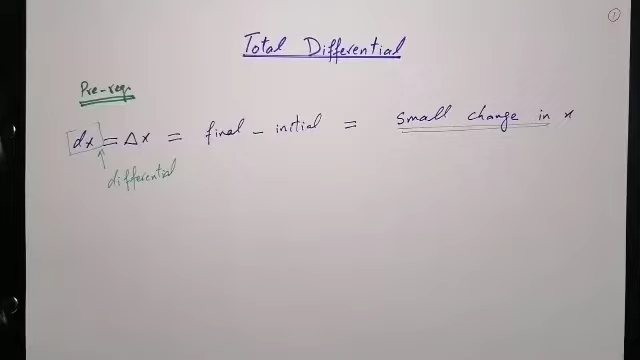 1
Total Differential
Pre-req.
dx = Δx = final - initial = small change in x
differential